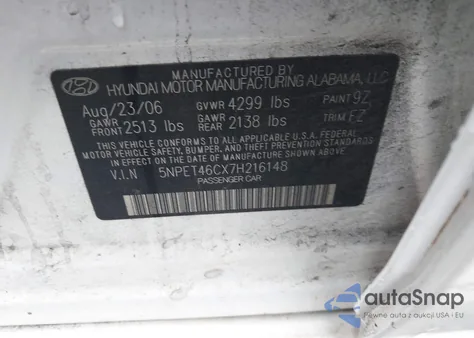 MANUFACTURED BY
HYUNDAI MOTOR MANUFACTURING ALABAMA, LLC
Aug/23/06 GVWR 4299 lbs PAINT 9Z
GAWR FRONT 2513 lbs GAWR REAR 2138 lbs TRIM FZ
THIS VEHICLE CONFORMS TO ALL APPLICABLE U.S.A. FEDERAL
MOTOR VEHICLE SAFETY, BUMPER, AND THEFT PREVENTION STANDARDS
IN EFFECT ON THE DATE OF MANUFACTURE SHOWN ABOVE.
V.I.N 5NPET46CX7H216148
PASSENGER CAR
autoSnap
Pewne auta z aukcji USA i EU